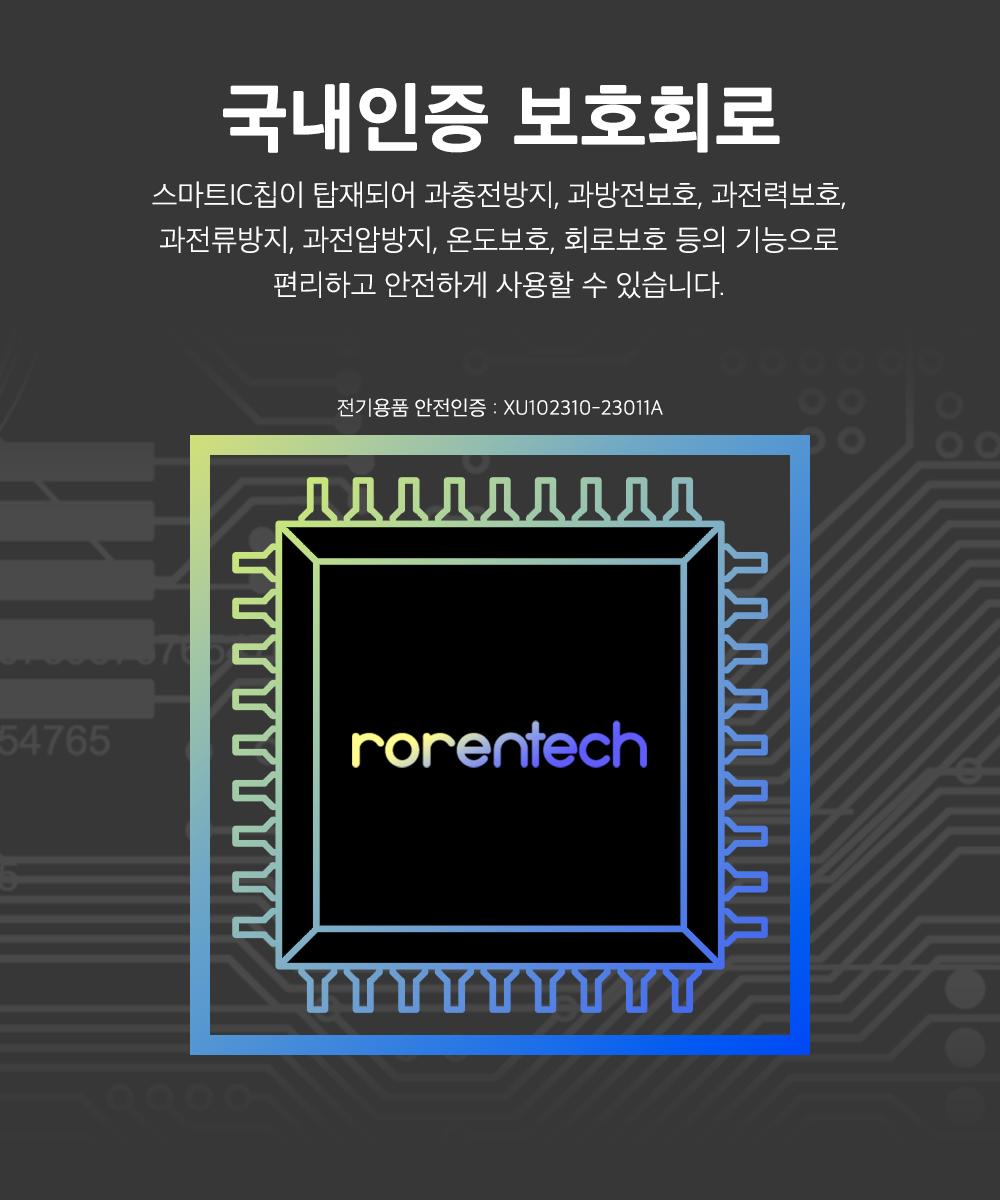 국내인증 보호회로
스마트IC칩이 탑재되어 과충전방지, 과방전보호, 과전력보호,
과전류방지, 과전압방지, 온도보호, 회로보호 등의 기능으로
편리하고 안전하게 사용할 수 있습니다.
전기용품 안전인증 : XU102310-23011A
rorentech
54765